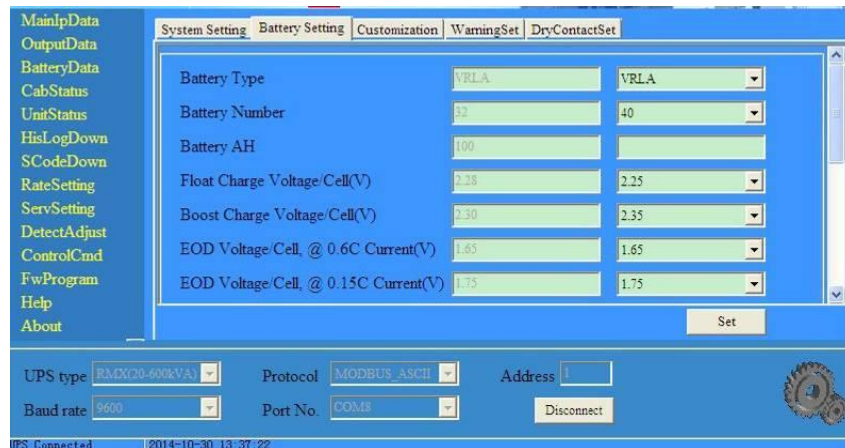 MainIpData
OutputData
BatteryData
CabStatus
UnitStatus
HisLogDown
SCodeDown
RateSetting
ServSetting
DetectAdjust
ControlCmd
FwProgram
Help
About
System Setting Battery Setting Customization WarningSet DryContactSet
Battery Type VRLA VRLA
Battery Number 32 40
Battery AH 100
Float Charge Voltage/Cell(V) 2.28 2.25
Boost Charge Voltage/Cell(V) 2.30 2.35
EOD Voltage/Cell, @ 0.6C Current(V) 1.65 1.65
EOD Voltage/Cell, @ 0.15C Current(V) 1.75 1.75
Set
UPS type RMX(20-600kVA) Protocol MODBUS_ASCII Address 1
Baud rate 9600 Port No. COM8 Disconnect
UPS Connected 2014-10-30 13:37:22